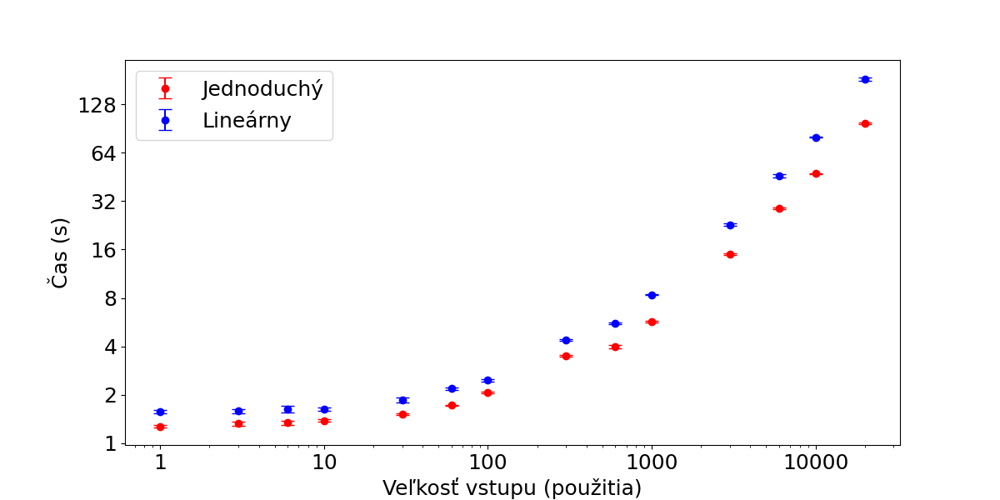 Jednoduchý
Lineárny
128
64
32
16
8
4
2
1
Čas (s)
1 10 100 1000 10000
Veľkosť vstupu (použitia)